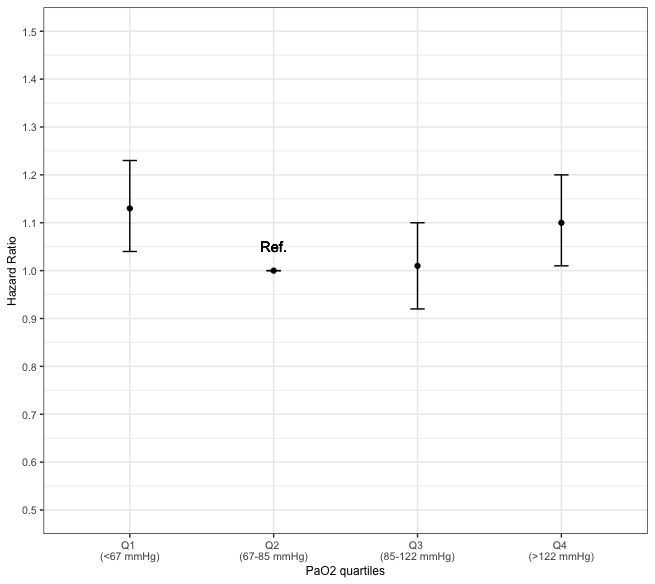 1.5
1.4
1.3
1.2
1.1
1.0
0.9
0.8
0.7
0.6
0.5
Hazard Ratio
Ref.
Q1 Q2 Q3 Q4
(<67 mmHg) (67-85 mmHg) (85-122 mmHg) (>122 mmHg)
PaO2 quartiles